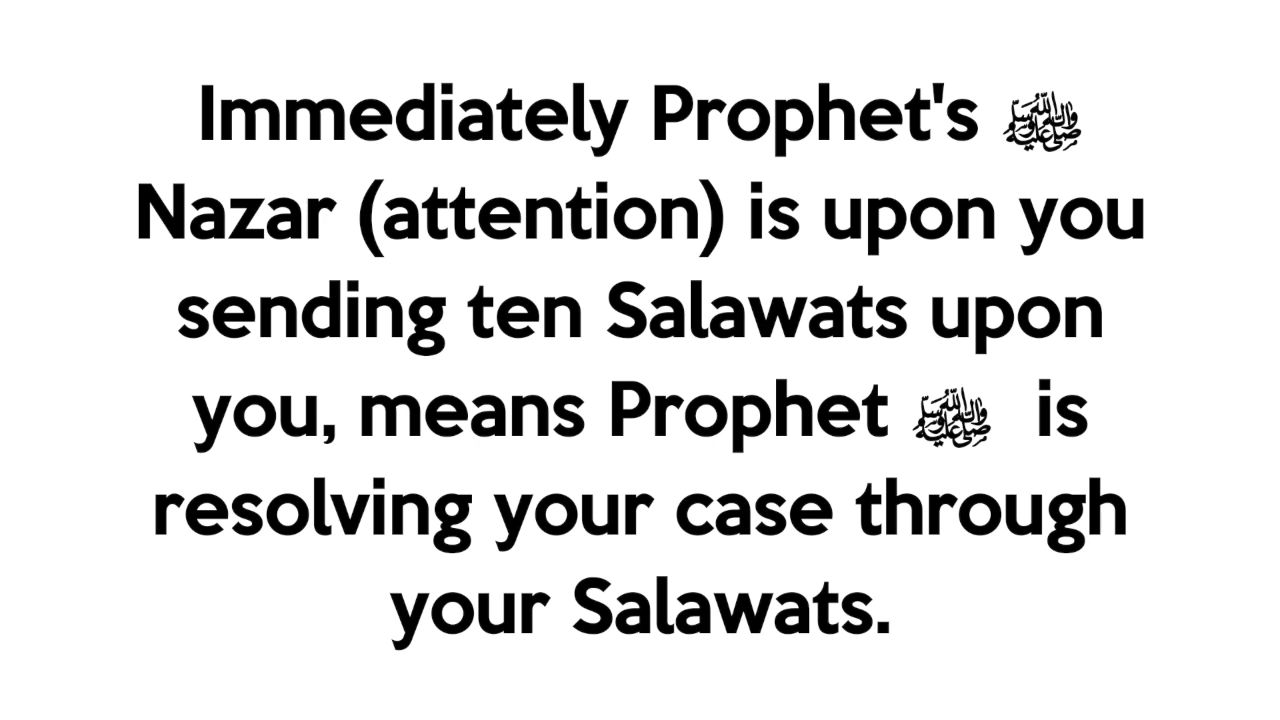 Immediately Prophet's ﷺ
Nazar (attention) is upon you
sending ten Salawats upon
you, means Prophet ﷺ is
resolving your case through
your Salawats.